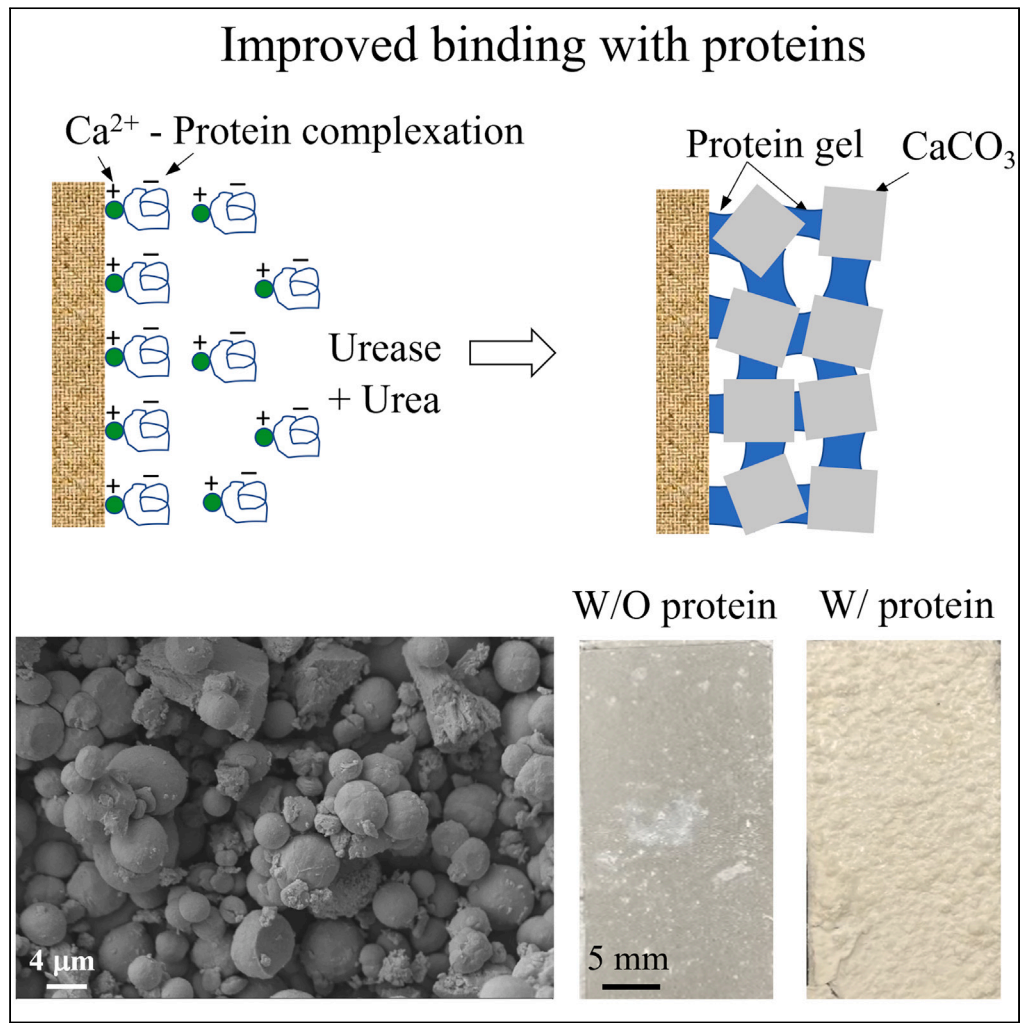 Improved binding with proteins
Ca²⁺ - Protein complexation
+ − + −
+ − + −
+ − + −
+ − + −
+ − + −
Urease
+ Urea
Protein gel
CaCO₃
W/O protein
W/ protein
4 μm
5 mm